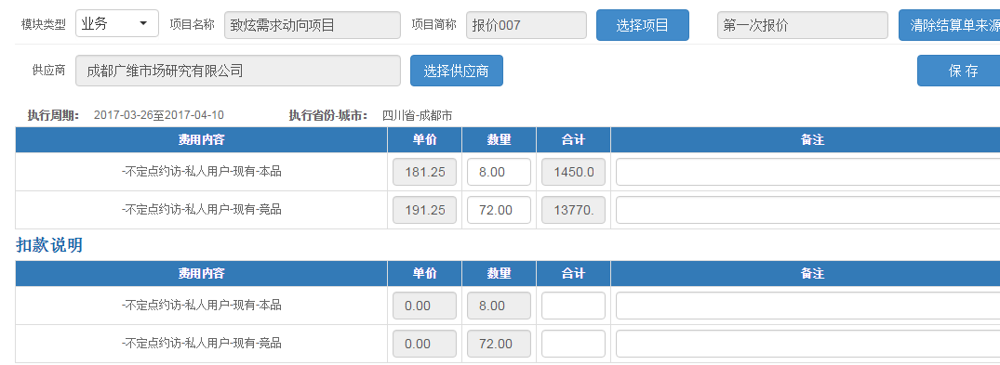 模块类型 业务 项目名称 致炫需求动向项目 项目简称 报价007 选择项目 第一次报价 清除结算单来源
供应商 成都广维市场研究有限公司 选择供应商 保 存
执行周期： 2017-03-26至2017-04-10 执行省份-城市： 四川省-成都市
费用内容 单价 数量 合计 备注
-不定点约访-私人用户-现有-本品 181.25 8.00 1450.0
-不定点约访-私人用户-现有-竞品 191.25 72.00 13770.
扣款说明
费用内容 单价 数量 合计 备注
-不定点约访-私人用户-现有-本品 0.00 8.00
-不定点约访-私人用户-现有-竞品 0.00 72.00